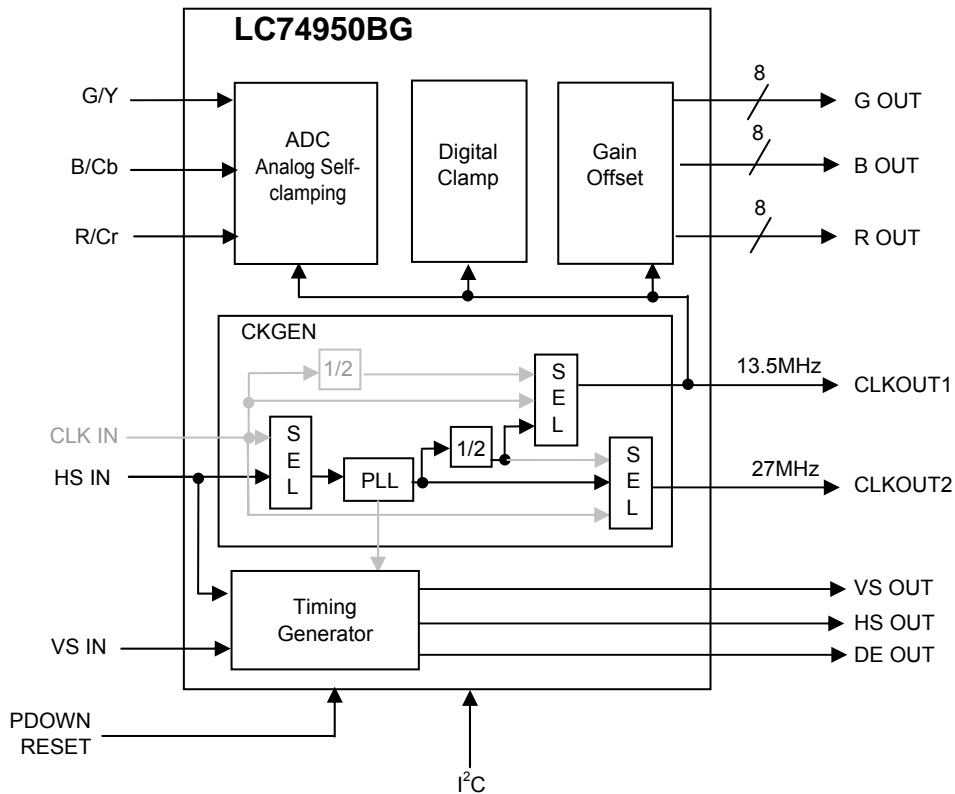 LC74950BG
G/Y
B/Cb
R/Cr
ADC
Analog Self-
clamping
Digital
Clamp
Gain
Offset
8
G OUT
8
B OUT
8
R OUT
CKGEN
1/2
S
E
L
13.5MHz
CLKOUT1
CLK IN
HS IN
S
E
L
PLL
1/2
S
E
L
27MHz
CLKOUT2
VS IN
Timing
Generator
VS OUT
HS OUT
DE OUT
PDOWN
RESET
I²C